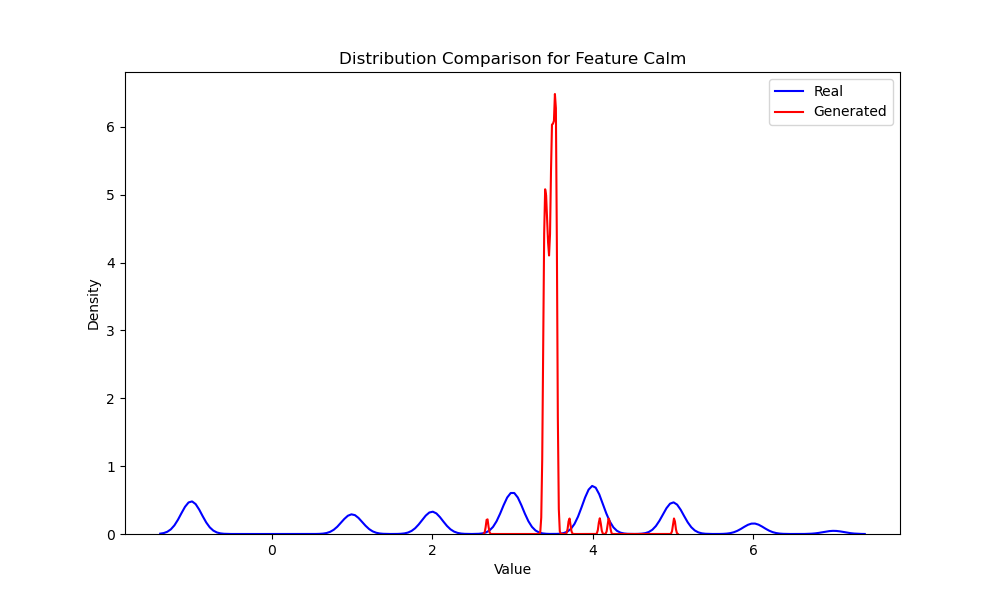 Distribution Comparison for Feature Calm
Real
Generated
6
5
4
3
2
1
0
Density
0 2 4 6
Value